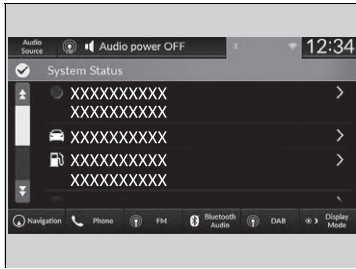 Audio
Source
Audio power OFF
3
12:34
System Status
XXXXXXXXXX
XXXXXXXXXX
XXXXXXXXXX
XXXXXXXXXX
XXXXXXXXXX
Navigation
Phone
FM
Bluetooth
Audio
DAB
Display
Mode